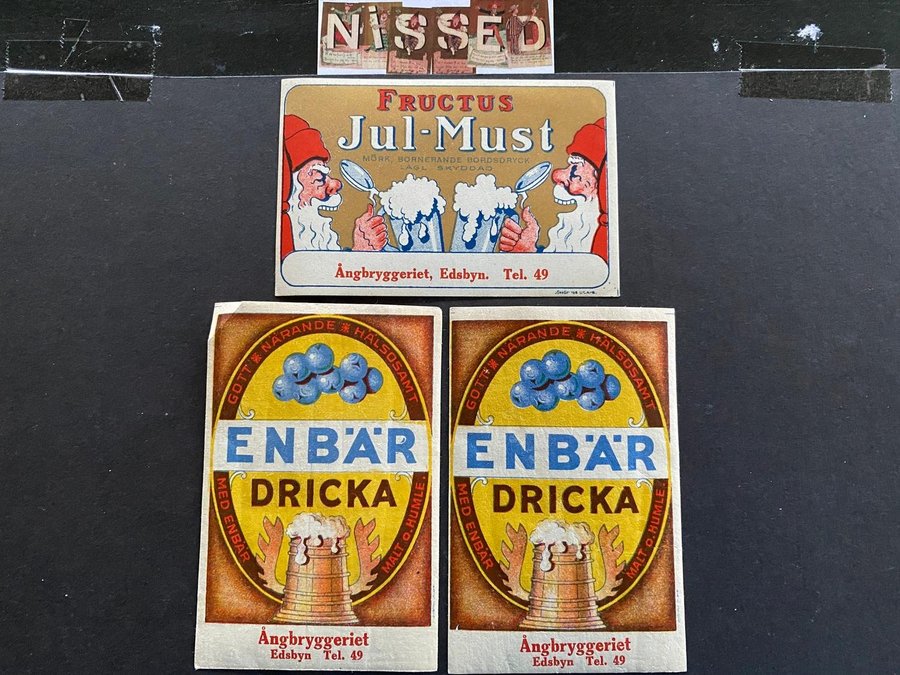 NiSSED
FRUCTUS
Jul-Must
MÖRK, BORNERANDE BORDSDRYCK
LAGL. SKYDDAD
Ångbryggeriet, Edsbyn. Tel. 49
GOTT * NÄRANDE * HÄLSOSAMT
ENBÄR
DRICKA
MED ENBÄR
MALT O. HUMLE.
Ångbryggeriet
Edsbyn Tel. 49
GOTT * NÄRANDE * HÄLSOSAMT
ENBÄR
DRICKA
MED ENBÄR
MALT O. HUMLE.
Ångbryggeriet
Edsbyn Tel. 49